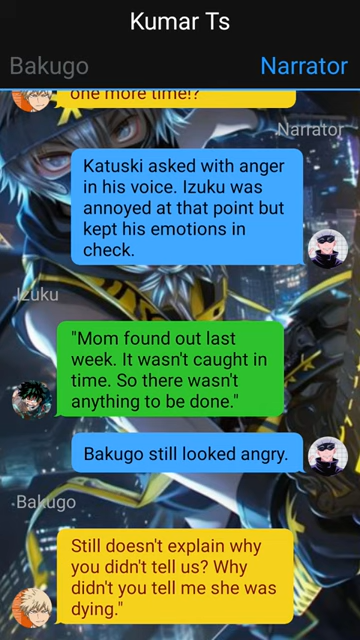 Kumar Ts
Bakugo
Narrator
one more time!?
Narrator
Katuski asked with anger
in his voice. Izuku was
annoyed at that point but
kept his emotions in
check.
Izuku
"Mom found out last
week. It wasn't caught in
time. So there wasn't
anything to be done."
Bakugo still looked angry.
Bakugo
Still doesn't explain why
you didn't tell us? Why
didn't you tell me she was
dying."